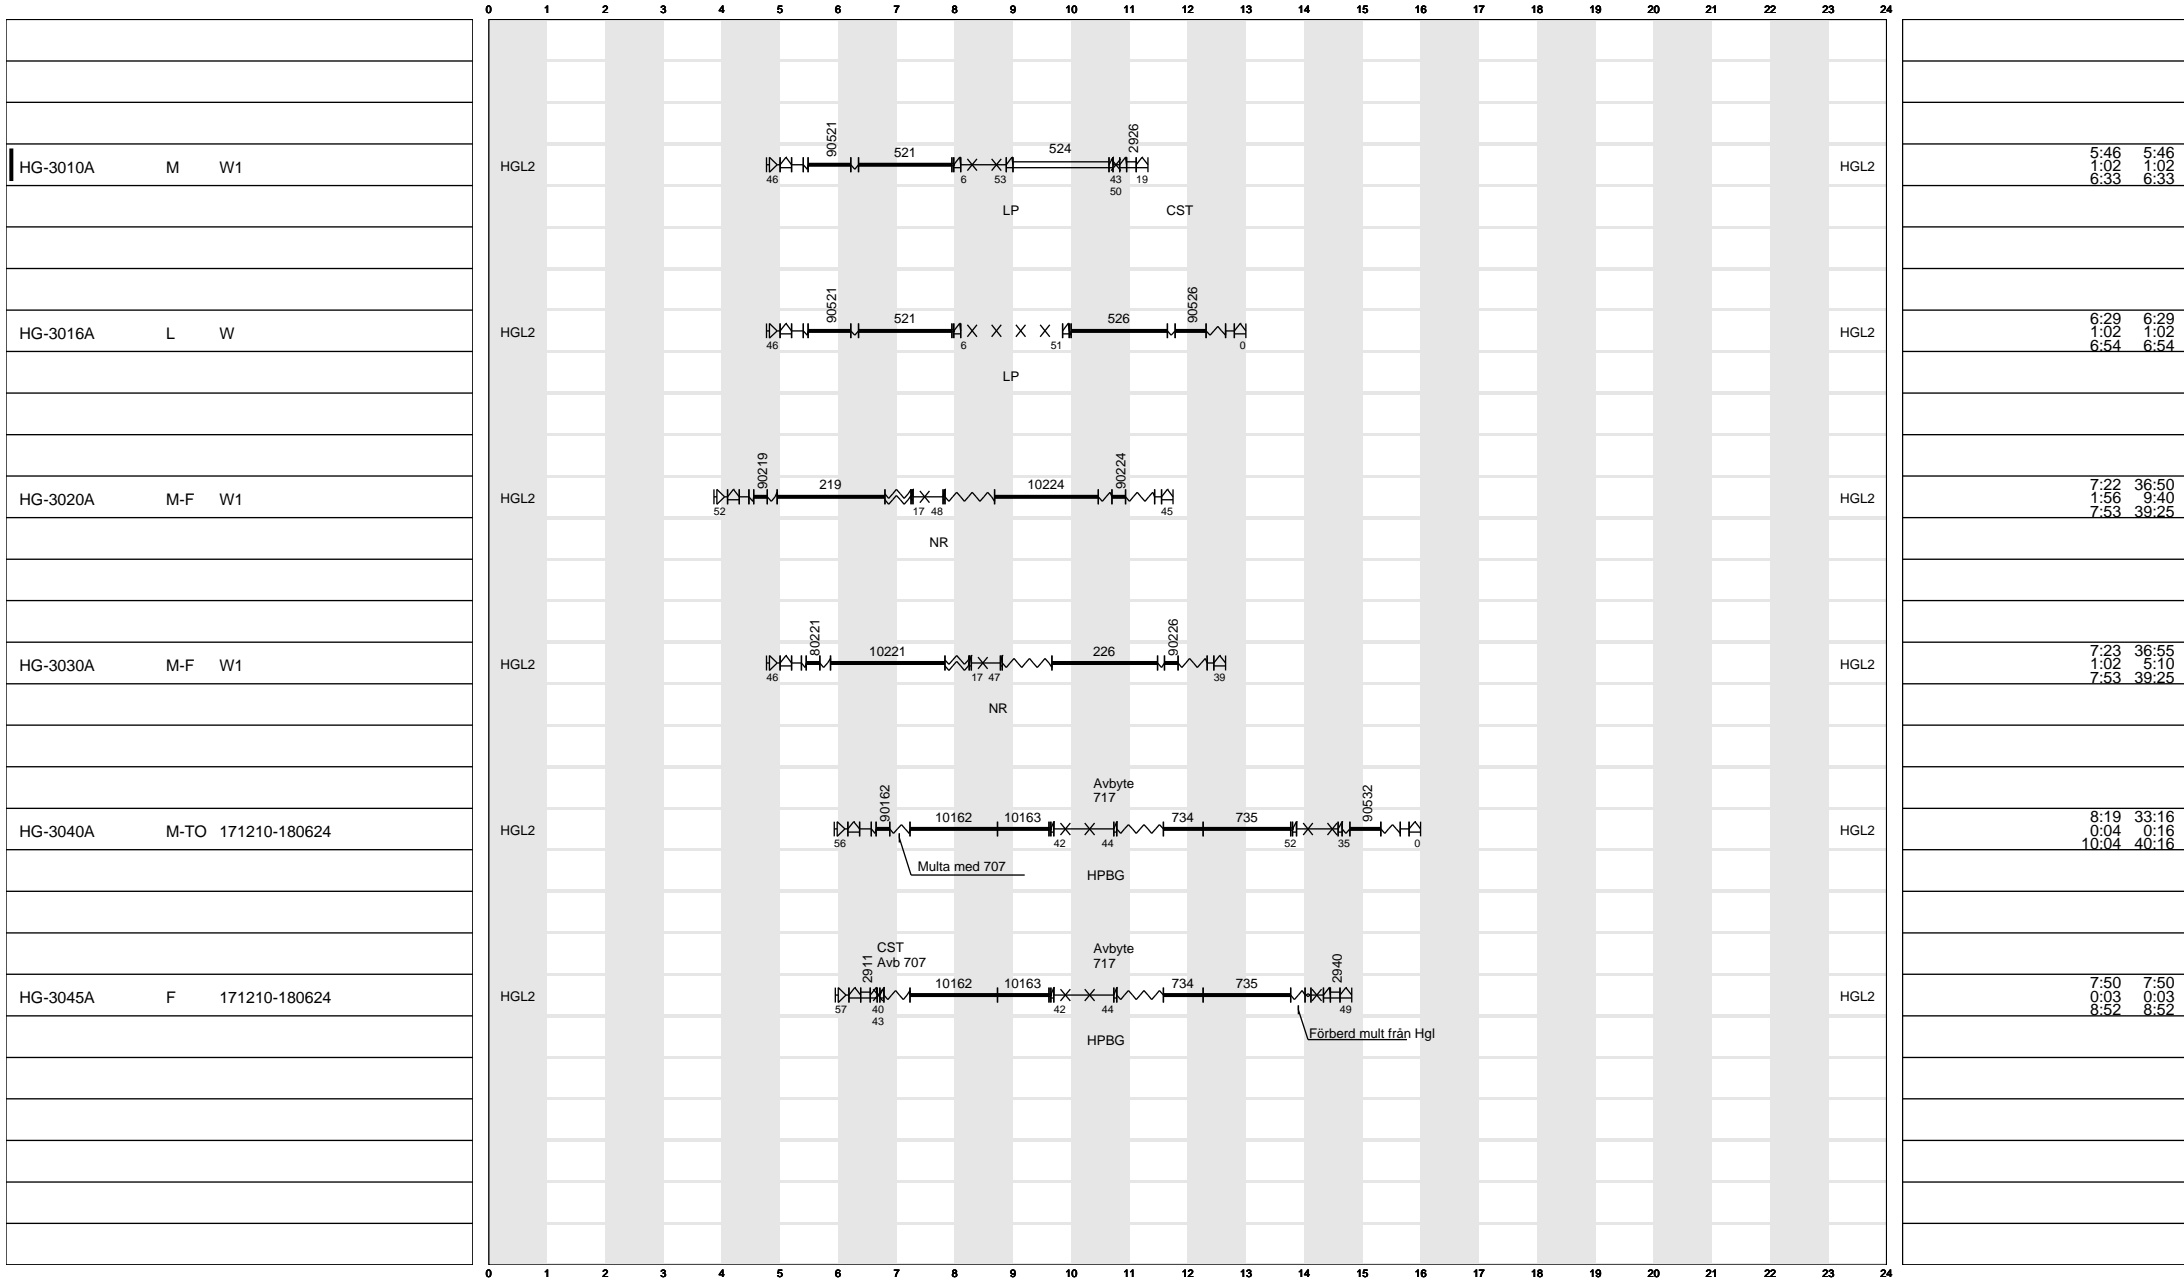 0 1 2 3 4 5 6 7 8 9 10 11 12 13 14 15 16 17 18 19 20 21 22 23 24
90521 521 524 2926
HG-3010A M W1 HGL2 HGL2 5:46 5:46
1:02 1:02
6:33 6:33
46 6 53 43 19
50
LP CST
90521 521 526 90526
HG-3016A L W HGL2 HGL2 6:29 6:29
1:02 1:02
6:54 6:54
46 6 51 0
LP
90219 219 10224 90224
HG-3020A M-F W1 HGL2 HGL2 7:22 36:50
1:56 9:40
7:53 39:25
52 17 48 45
NR
80221 10221 226 90226
HG-3030A M-F W1 HGL2 HGL2 7:23 36:55
1:02 5:10
7:53 39:25
46 17 47 39
NR
Avbyte
717
90162 10162 10163 734 735 90532
HG-3040A M-TO 171210-180624 HGL2 HGL2 8:19 33:16
0:04 0:16
10:04 40:16
56 42 44 52 35 0
Multa med 707
HPBG
CST Avbyte
Avb 707 717
2911 10162 10163 734 735 2940
HG-3045A F 171210-180624 HGL2 HGL2 7:50 7:50
0:03 0:03
8:52 8:52
57 40 42 44 49
43
Förberd mult från Hgl
HPBG
0 1 2 3 4 5 6 7 8 9 10 11 12 13 14 15 16 17 18 19 20 21 22 23 24